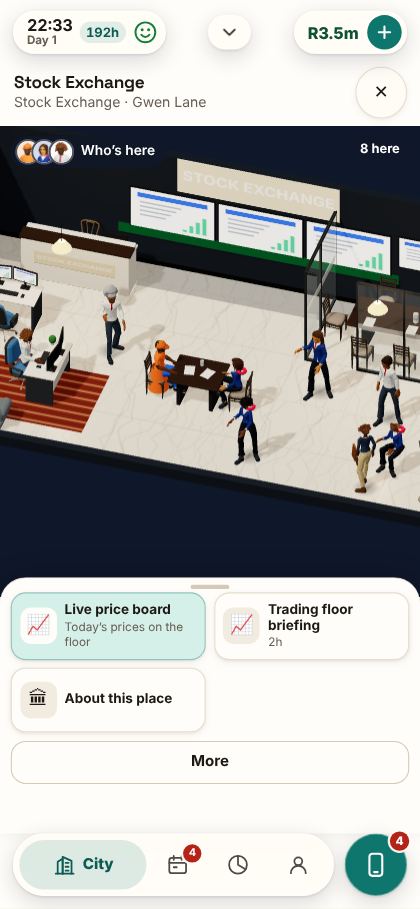 22:33
Day 1
192h
R3.5m
Stock Exchange
Stock Exchange · Gwen Lane
Who's here
8 here
STOCK EXCHANGE
STOCK EXCHANGE
Live price board
Today's prices on the
floor
Trading floor
briefing
2h
About this place
More
City
4
4